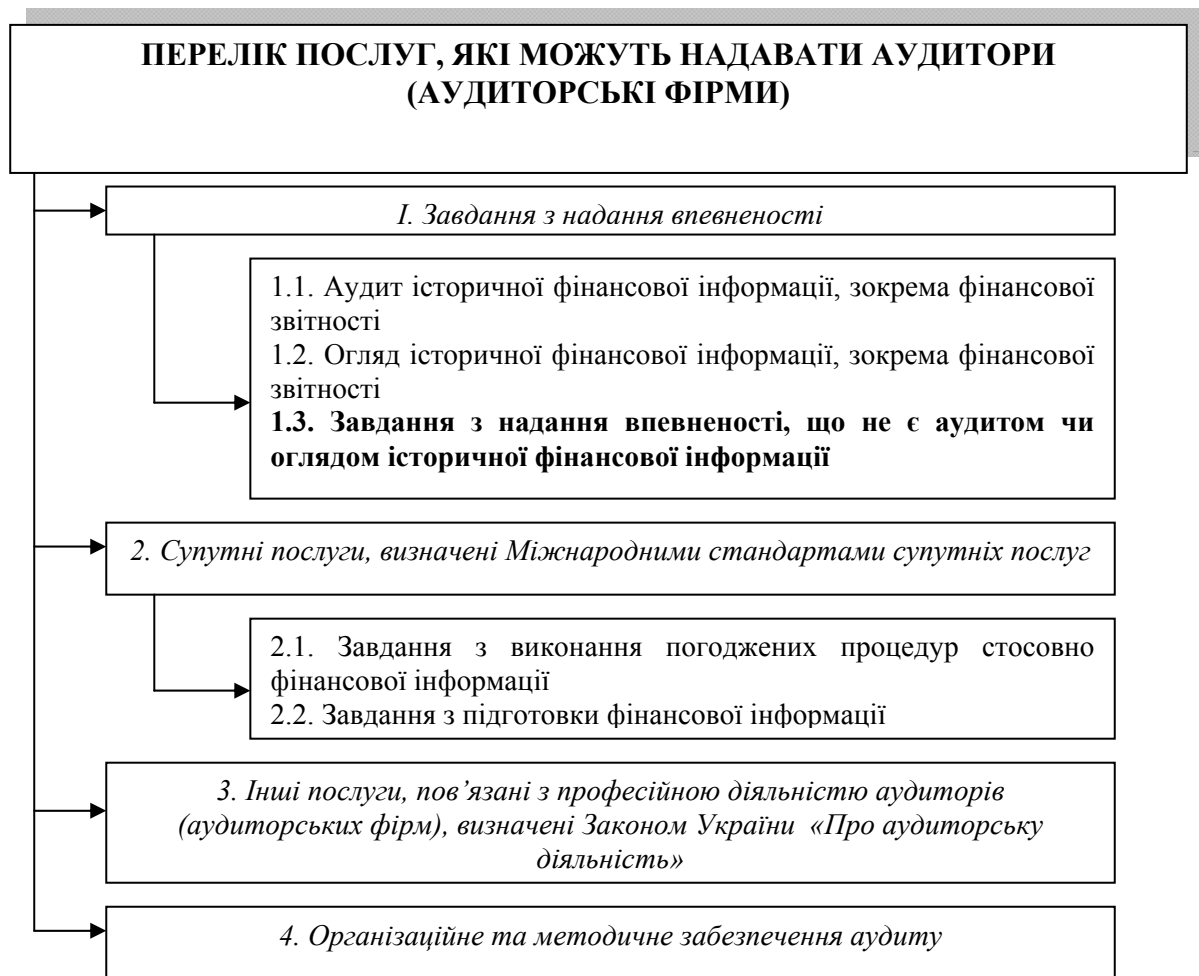 ПЕРЕЛІК ПОСЛУГ, ЯКІ МОЖУТЬ НАДАВАТИ АУДИТОРИ
(АУДИТОРСЬКІ ФІРМИ)
І. Завдання з надання впевненості
1.1. Аудит історичної фінансової інформації, зокрема фінансової
звітності
1.2. Огляд історичної фінансової інформації, зокрема фінансової
звітності
1.3. Завдання з надання впевненості, що не є аудитом чи
оглядом історичної фінансової інформації
2. Супутні послуги, визначені Міжнародними стандартами супутніх послуг
2.1. Завдання з виконання погоджених процедур стосовно
фінансової інформації
2.2. Завдання з підготовки фінансової інформації
3. Інші послуги, пов’язані з професійною діяльністю аудиторів
(аудиторських фірм), визначені Законом України «Про аудиторську
діяльність»
4. Організаційне та методичне забезпечення аудиту